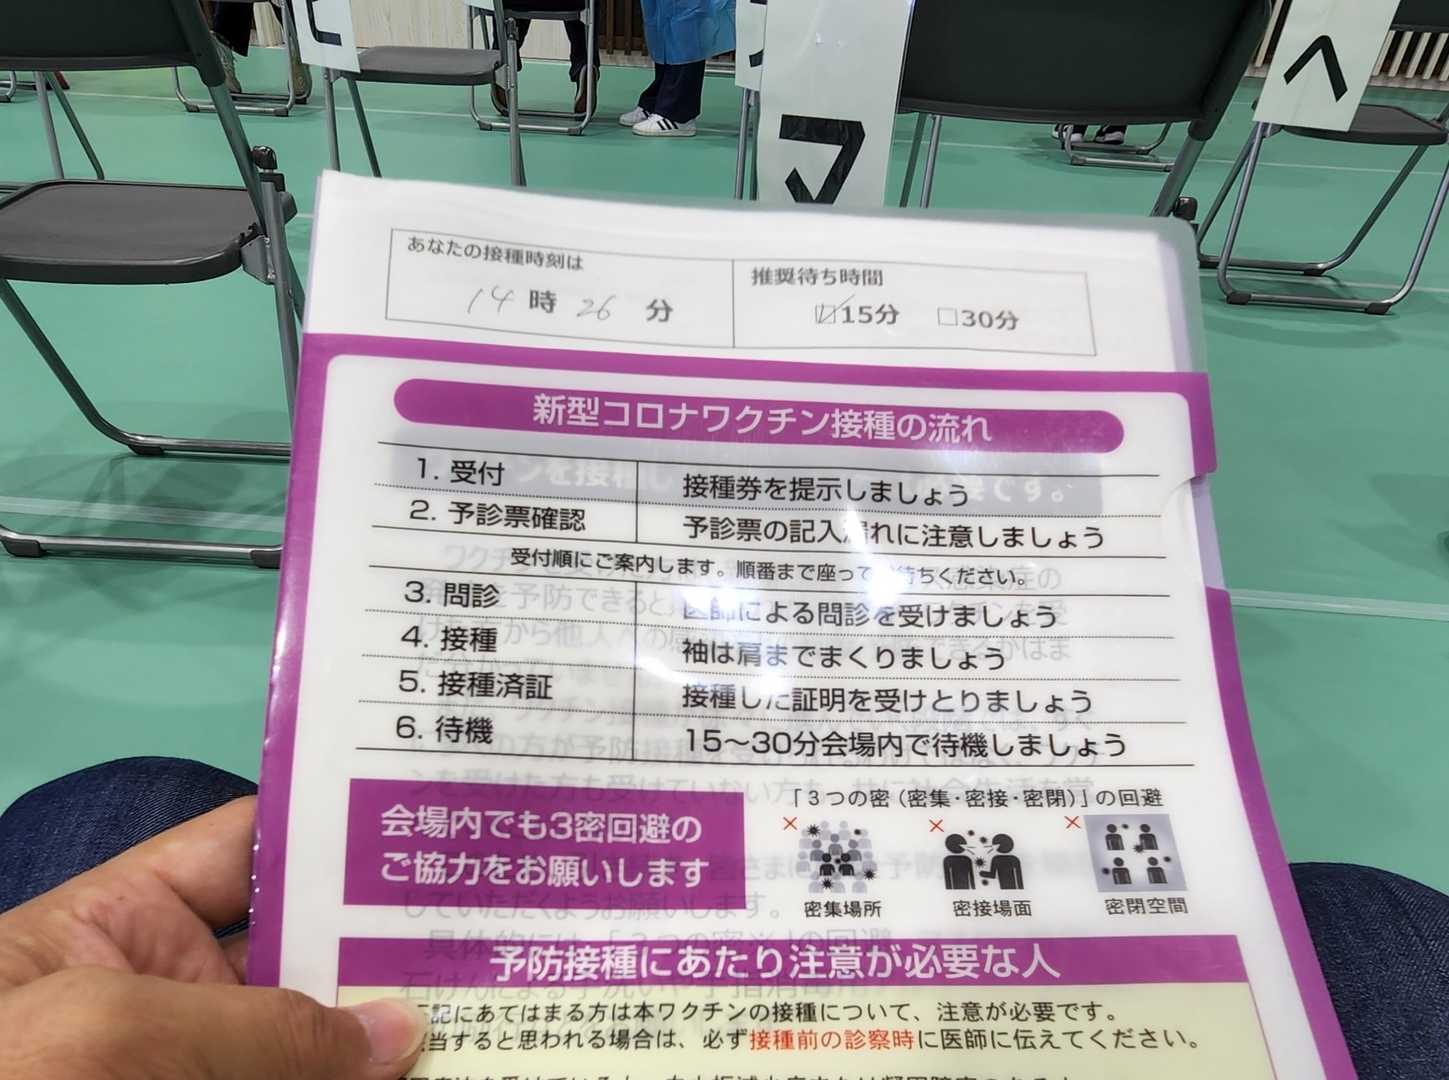 ヒ
マ
へ
あなたの接種時刻は
14時26分
推奨待ち時間
☑15分 □30分
新型コロナワクチン接種の流れ
1. 受付 接種券を提示しましょう
2. 予診票確認 予診票の記入漏れに注意しましょう
受付順にご案内します。順番まで座って待ちください。
3. 問診 医師による問診を受けましょう
4. 接種 袖は肩までまくりましょう
5. 接種済証 接種した証明を受けとりましょう
6. 待機 15～30分会場内で待機しましょう
会場内でも3密回避の
ご協力をお願いします
「３つの密（密集・密接・密閉）」の回避
密集場所 密接場面 密閉空間
予防接種にあたり注意が必要な人
記にあてはまる方は本ワクチンの接種について、注意が必要です。
当すると思われる場合は、必ず接種前の診察時に医師に伝えてください。